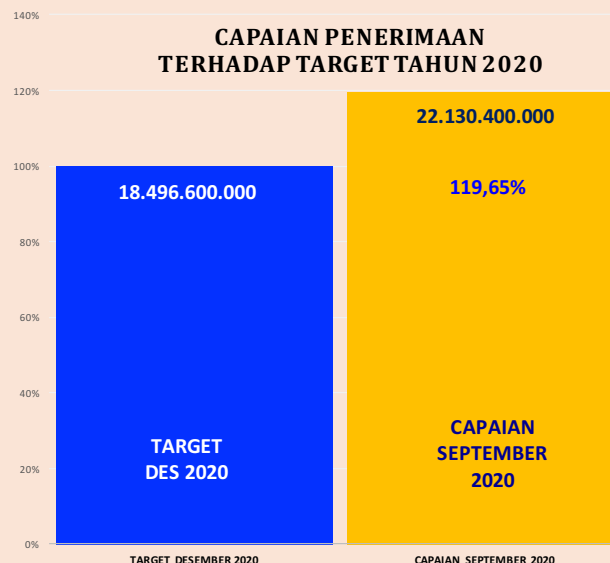 140%
CAPAIAN PENERIMAAN
TERHADAP TARGET TAHUN 2020
120%
22.130.400.000
100%
18.496.600.000
119,65%
80%
60%
40%
TARGET
DES 2020
CAPAIAN
SEPTEMBER
2020
20%
0%
TARGET DESEMBER 2020
CAPAIAN SEPTEMBER 2020